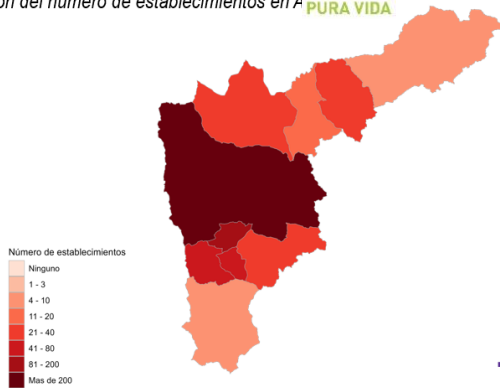 ón del número de establecimientos en A
PURA VIDA
Número de establecimientos
Ninguno
1 - 3
4 - 10
11 - 20
21 - 40
41 - 80
81 - 200
Mas de 200